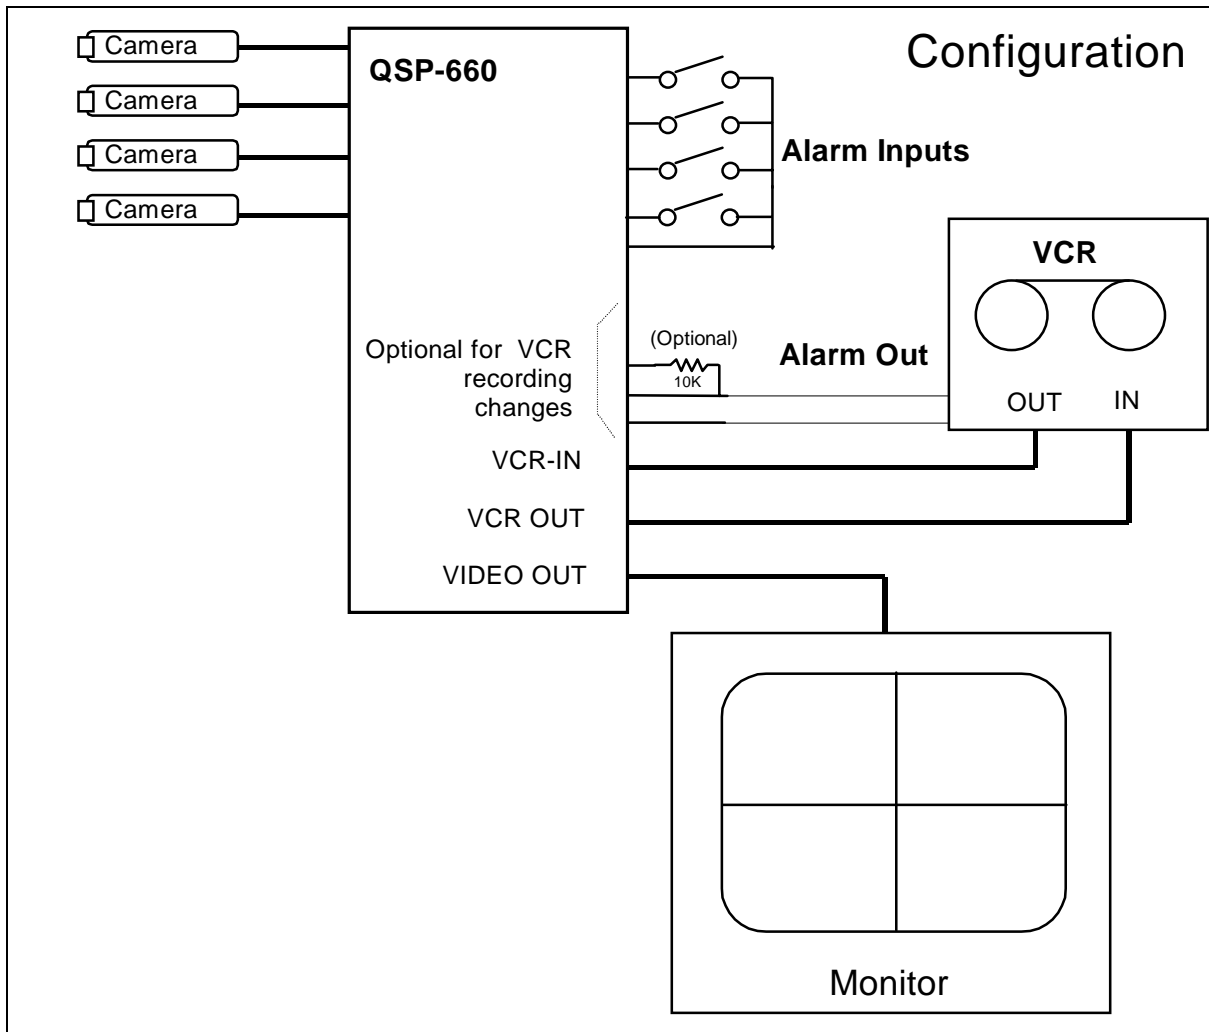 Configuration
Camera
Camera
Camera
Camera
QSP-660
Alarm Inputs
VCR
OUT IN
Optional for VCR
recording
changes
(Optional)
10K
Alarm Out
VCR-IN
VCR OUT
VIDEO OUT
Monitor